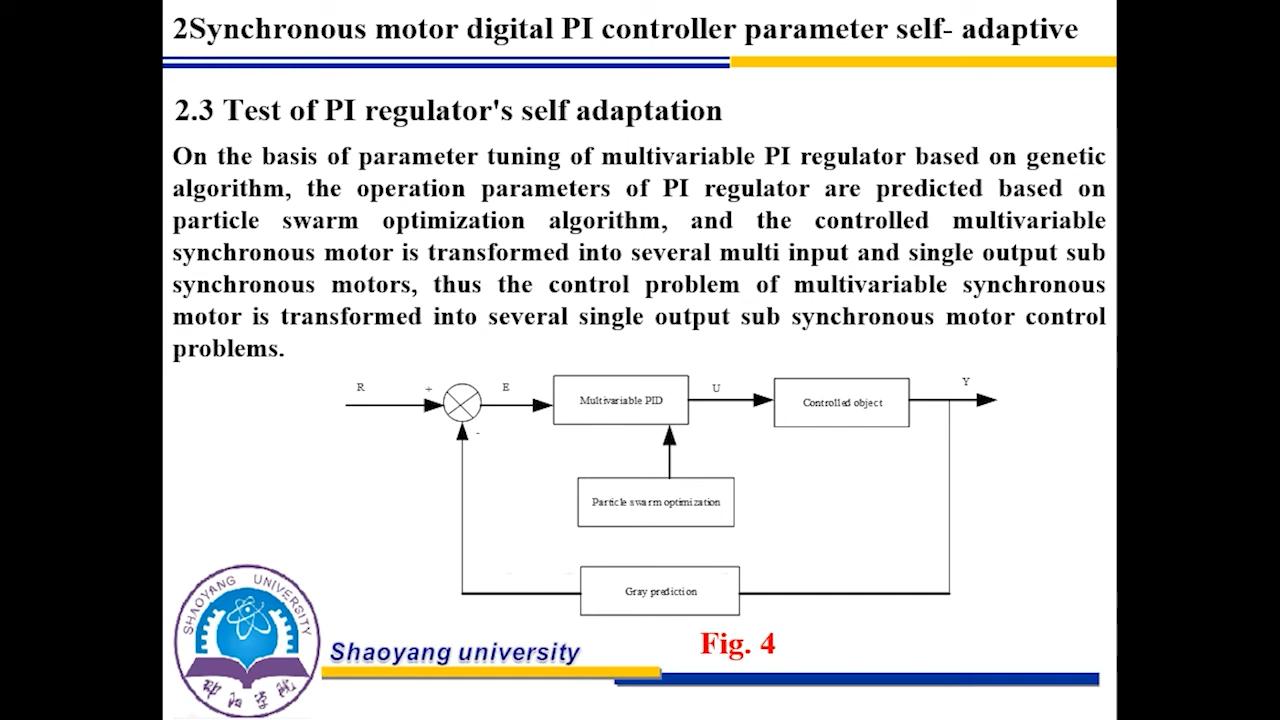 2Synchronous motor digital PI controller parameter self- adaptive
2.3 Test of PI regulator's self adaptation
On the basis of parameter tuning of multivariable PI regulator based on genetic
algorithm, the operation parameters of PI regulator are predicted based on
particle swarm optimization algorithm, and the controlled multivariable
synchronous motor is transformed into several multi input and single output sub
synchronous motors, thus the control problem of multivariable synchronous
motor is transformed into several single output sub synchronous motor control
problems.
R
+
E
Multivariable PID
U
Controlled object
Y
-
Particle swarm optimization
Gray prediction
Fig. 4
SHAOYANG UNIVERSITY
邵阳学院
Shaoyang university